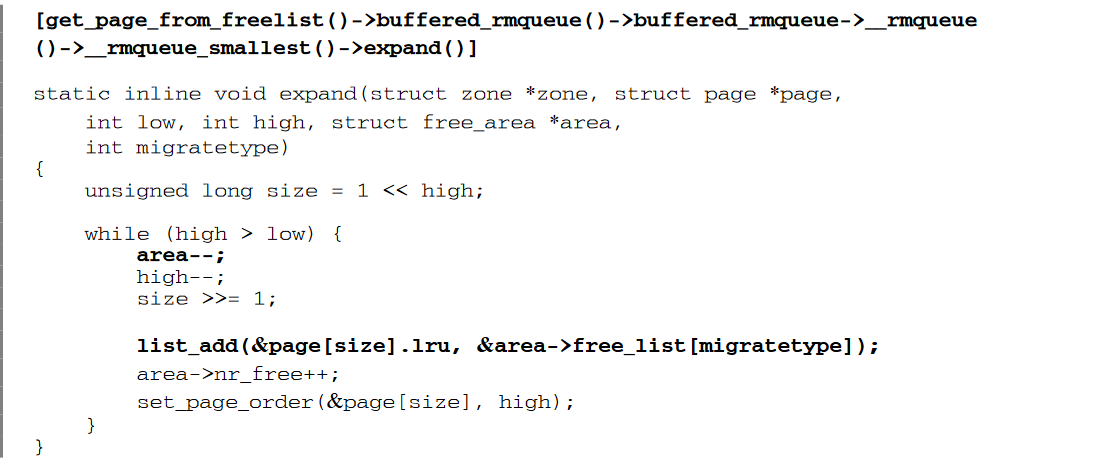 [get_page_from_freelist()->buffered_rmqueue()->buffered_rmqueue->__rmqueue
()->__rmqueue_smallest()->expand()]
static inline void expand(struct zone *zone, struct page *page,
    int low, int high, struct free_area *area,
    int migratetype)
{
    unsigned long size = 1 << high;
    while (high > low) {
        area--;
        high--;
        size >>= 1;
        list_add(&page[size].lru, &area->free_list[migratetype]);
        area->nr_free++;
        set_page_order(&page[size], high);
    }
}